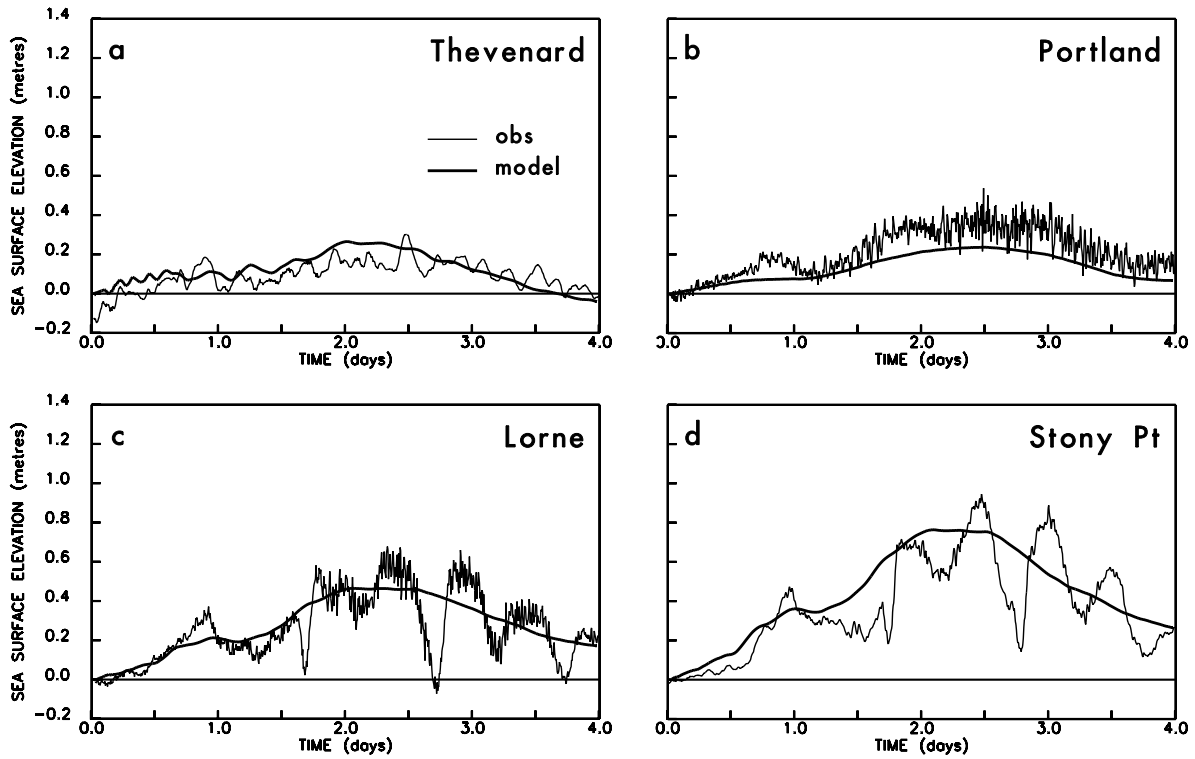 1.4
1.2
1.0
0.8
0.6
0.4
0.2
0.0
−0.2
SEA SURFACE ELEVATION (metres)
a
Thevenard
obs
model
0.0 1.0 2.0 3.0 4.0
TIME (days)
b
Portland
0.0 1.0 2.0 3.0 4.0
TIME (days)
1.4
1.2
1.0
0.8
0.6
0.4
0.2
0.0
−0.2
SEA SURFACE ELEVATION (metres)
c
Lorne
0.0 1.0 2.0 3.0 4.0
TIME (days)
d
Stony Pt
0.0 1.0 2.0 3.0 4.0
TIME (days)